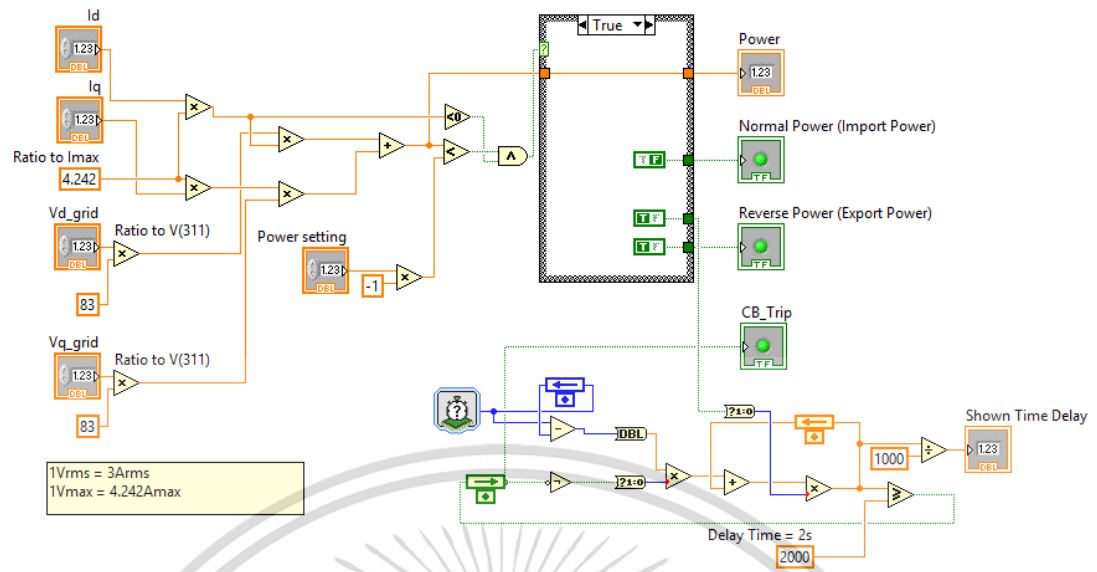 Id
1.23
DBL
Iq
1.23
DBL
Ratio to Imax
4.242
Vd_grid
1.23
DBL
Ratio to V(311)
83
Vq_grid
1.23
DBL
Ratio to V(311)
83
1Vrms = 3Arms
1Vmax = 4.242Amax
×
×
×
×
×
×
+
<0
<
∧
Power setting
1.23
DBL
-1
×
True
?
F
T
T
Power
1.23
DBL
Normal Power (Import Power)
TF
Reverse Power (Export Power)
TF
CB_Trip
TF
?
−
DBL
¬
?1:0
×
+
?1:0
×
1000
÷
Shown Time Delay
1.23
DBL
≥
Delay Time = 2s
2000